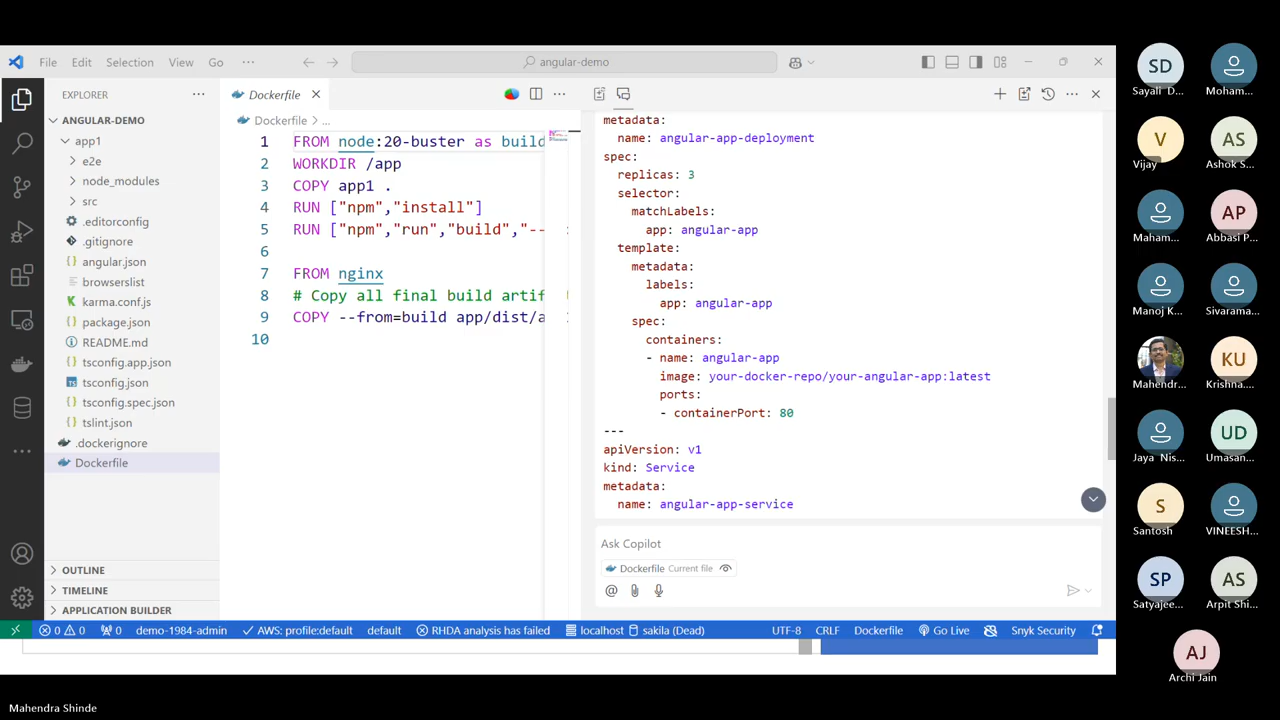 File Edit Selection View Go ··· angular-demo
EXPLORER ···
ANGULAR-DEMO
app1
e2e
node_modules
src
.editorconfig
.gitignore
angular.json
browserslist
karma.conf.js
package.json
README.md
tsconfig.app.json
tsconfig.json
tsconfig.spec.json
tslint.json
.dockerignore
Dockerfile
OUTLINE
TIMELINE
APPLICATION BUILDER
Dockerfile
Dockerfile > ...
1 FROM node:20-buster as build
2 WORKDIR /app
3 COPY app1 .
4 RUN ["npm","install"]
5 RUN ["npm","run","build","--
6
7 FROM nginx
8 # Copy all final build artif
9 COPY --from=build app/dist/a
10
metadata:
name: angular-app-deployment
spec:
replicas: 3
selector:
matchLabels:
app: angular-app
template:
metadata:
labels:
app: angular-app
spec:
containers:
- name: angular-app
image: your-docker-repo/your-angular-app:latest
ports:
- containerPort: 80
---
apiVersion: v1
kind: Service
metadata:
name: angular-app-service
Ask Copilot
Dockerfile Current file
@
0 0 0 demo-1984-admin AWS: profile:default default RHDA analysis has failed localhost sakila (Dead) UTF-8 CRLF Dockerfile Go Live Snyk Security
SD
Sayali D...
Moham...
V
Vijay
AS
Ashok S...
Maham...
AP
Abbasi P...
Manoj K...
Sivarama...
Mahendr...
KU
Krishna...
Jaya Nis...
UD
Umasan...
S
Santosh
VINEESH...
SP
Satyajee...
AS
Arpit Shi...
AJ
Archi Jain
Mahendra Shinde